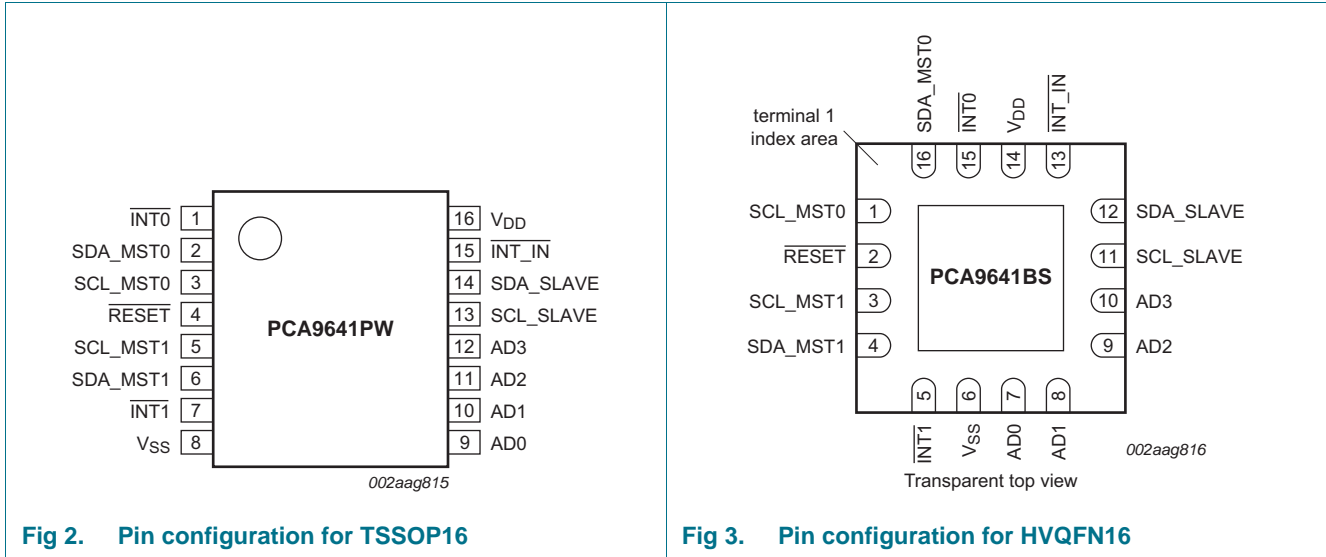 INT0 1
SDA_MST0 2
SCL_MST0 3
RESET 4
SCL_MST1 5
SDA_MST1 6
INT1 7
VSS 8
PCA9641PW
16 VDD
15 INT_IN
14 SDA_SLAVE
13 SCL_SLAVE
12 AD3
11 AD2
10 AD1
9 AD0
002aag815
Fig 2. Pin configuration for TSSOP16
terminal 1
index area
SDA_MST0
INT0
VDD
INT_IN
16 15 14 13
SCL_MST0 1
RESET 2
SCL_MST1 3
SDA_MST1 4
PCA9641BS
12 SDA_SLAVE
11 SCL_SLAVE
10 AD3
9 AD2
5 6 7 8
INT1
VSS
AD0
AD1
002aag816
Transparent top view
Fig 3. Pin configuration for HVQFN16